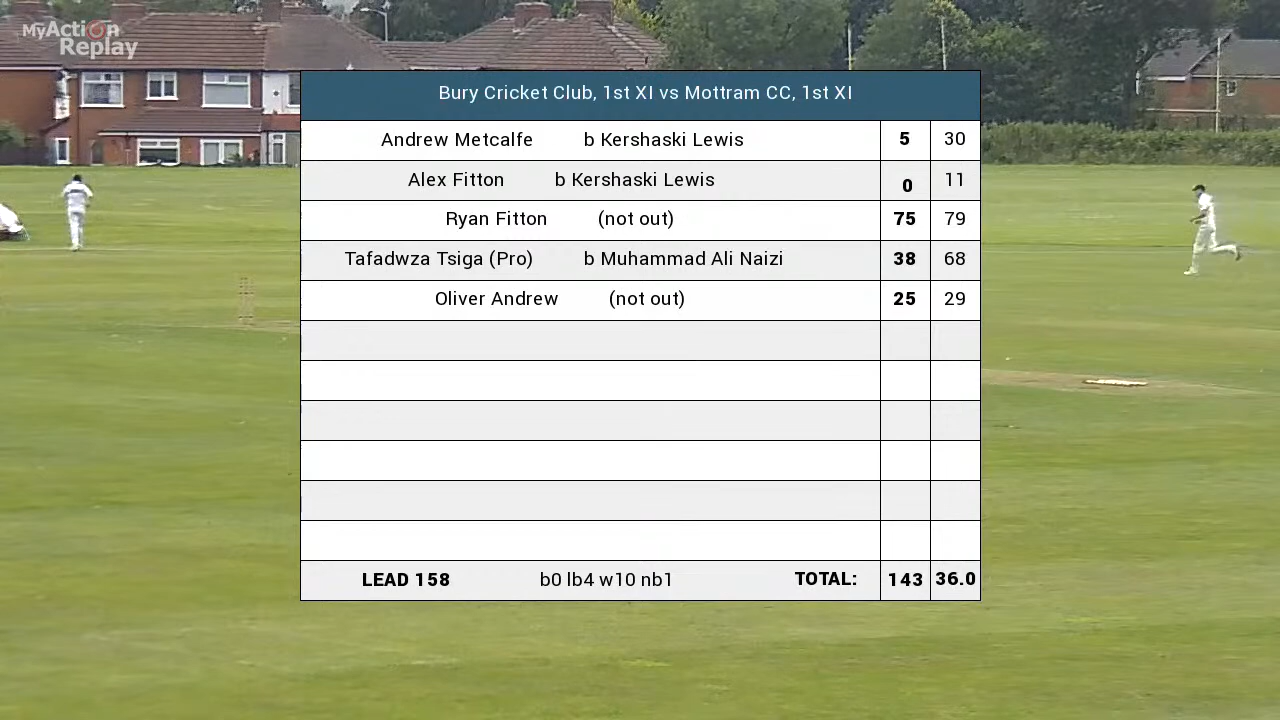 MyAction
Replay
Bury Cricket Club, 1st XI vs Mottram CC, 1st XI
Andrew Metcalfe b Kershaski Lewis 5 30
Alex Fitton b Kershaski Lewis 0 11
Ryan Fitton (not out) 75 79
Tafadwza Tsiga (Pro) b Muhammad Ali Naizi 38 68
Oliver Andrew (not out) 25 29
LEAD 158 b0 lb4 w10 nb1 TOTAL: 143 36.0